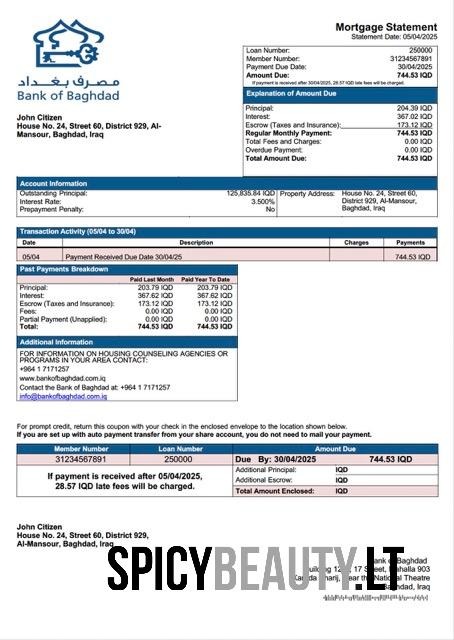 مصرف بغداد
Bank of Baghdad
Mortgage Statement
Statement Date: 05/04/2025
Loan Number: 250000
Member Number: 31234567891
Payment Due Date: 30/04/2025
Amount Due: 744.53 IQD
If payment is received after 30/04/2025, 28.57 IQD late fees will be charged.
Explanation of Amount Due
Principal: 204.39 IQD
Interest: 367.02 IQD
Escrow (Taxes and Insurance): 173.12 IQD
Regular Monthly Payment: 744.53 IQD
Total Fees and Charges: 0.00 IQD
Overdue Payment: 0.00 IQD
Total Amount Due: 744.53 IQD
John Citizen
House No. 24, Street 60, District 929, Al-
Mansour, Baghdad, Iraq
Account Information
Outstanding Principal: 125,835.84 IQD
Interest Rate: 3.500%
Prepayment Penalty: No
Property Address: House No. 24, Street 60,
District 929, Al-Mansour,
Baghdad, Iraq
Transaction Activity (05/04 to 30/04)
Date Description Charges Payments
05/04 Payment Received Due Date 30/04/25 744.53 IQD
Past Payments Breakdown
Paid Last Month Paid Year To Date
Principal: 203.79 IQD 203.79 IQD
Interest: 367.62 IQD 367.62 IQD
Escrow (Taxes and Insurance): 173.12 IQD 173.12 IQD
Fees: 0.00 IQD 0.00 IQD
Partial Payment (Unapplied): 0.00 IQD 0.00 IQD
Total: 744.53 IQD 744.53 IQD
Additional Information
FOR INFORMATION ON HOUSING COUNSELING AGENCIES OR
PROGRAMS IN YOUR AREA CONTACT:
+964 1 7171257
www.bankofbaghdad.com.iq
Contact the Bank of Baghdad at: +964 1 7171257
info@bankofbaghdad.com.iq
For prompt credit, return this coupon with your check in the enclosed envelope to the location shown below.
If you are set up with auto payment transfer from your share account, you do not need to mail your payment.
Member Number Loan Number Amount Due
31234567891 250000 Due By: 30/04/2025 744.53 IQD
If payment is received after 05/04/2025,
28.57 IQD late fees will be charged.
Additional Principal: IQD
Additional Escrow: IQD
Total Amount Enclosed: IQD
John Citizen
House No. 24, Street 60, District 929,
Al-Mansour, Baghdad, Iraq
SPICYBEAUTY.LT
of Baghdad
17 903
National Theatre
Iraq